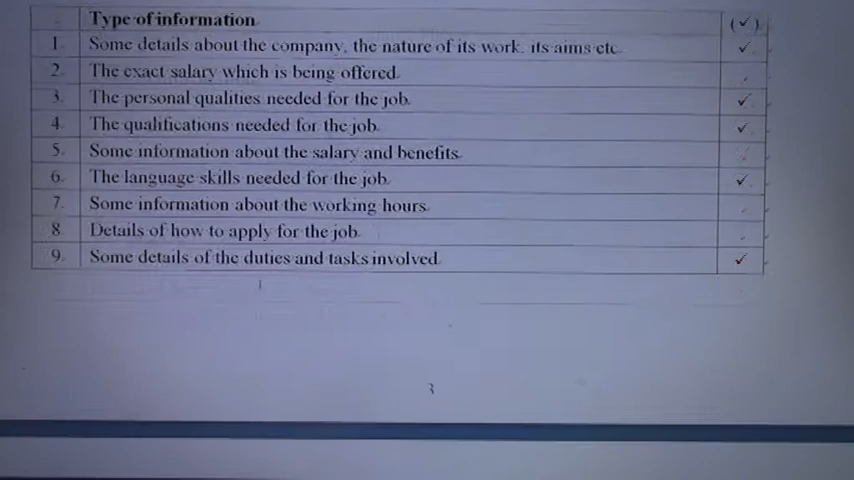 Type of information (✓)
1. Some details about the company, the nature of its work, its aims etc. ✓
2. The exact salary which is being offered.
3. The personal qualities needed for the job. ✓
4. The qualifications needed for the job. ✓
5. Some information about the salary and benefits.
6. The language skills needed for the job. ✓
7. Some information about the working hours.
8. Details of how to apply for the job.
9. Some details of the duties and tasks involved. ✓
3